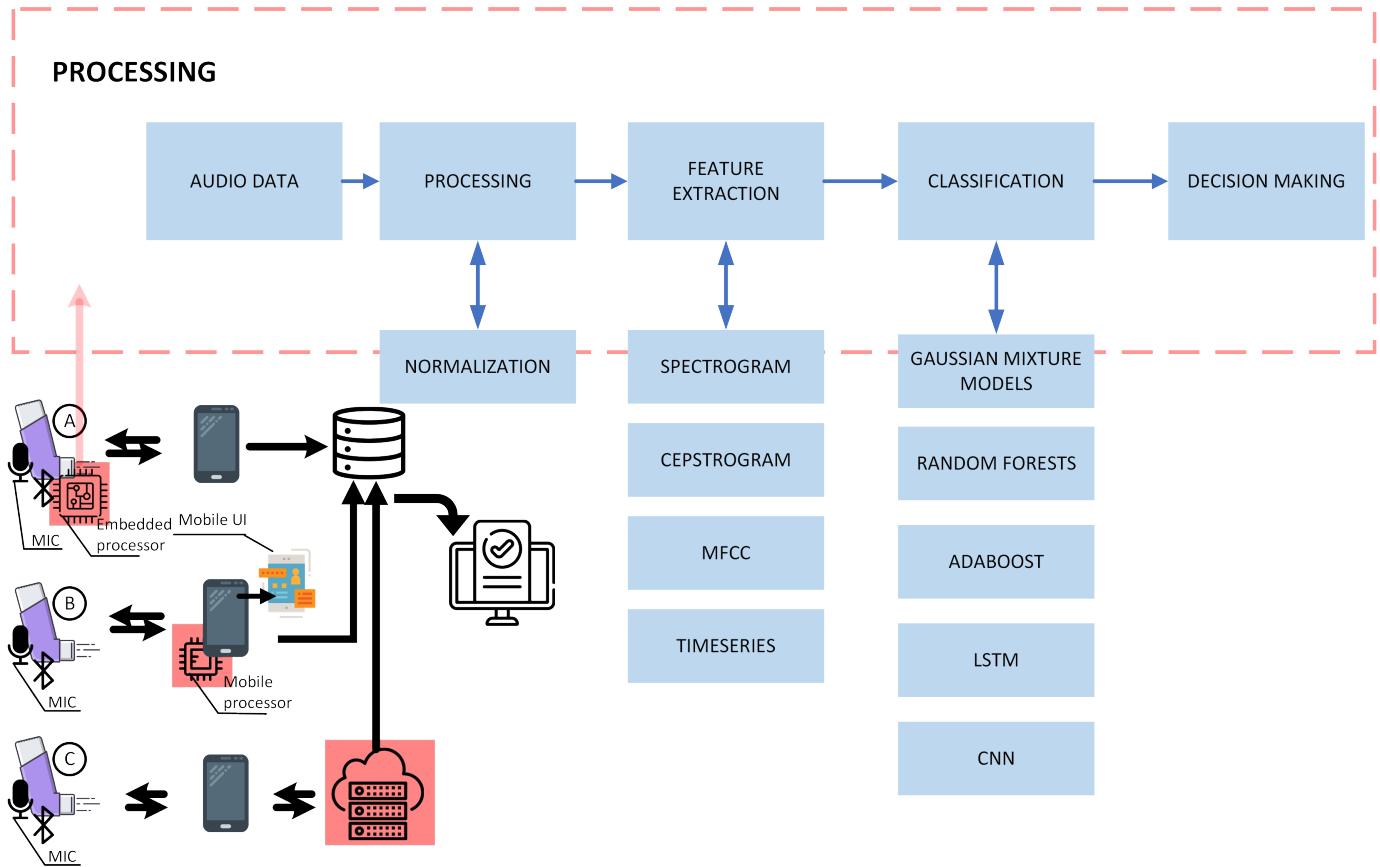 PROCESSING
AUDIO DATA
PROCESSING
FEATURE
EXTRACTION
CLASSIFICATION
DECISION MAKING
NORMALIZATION
SPECTROGRAM
CEPSTROGRAM
MFCC
TIMESERIES
GAUSSIAN MIXTURE
MODELS
RANDOM FORESTS
ADABOOST
LSTM
CNN
A
MIC
Embedded
processor
Mobile UI
B
MIC
Mobile
processor
C
MIC